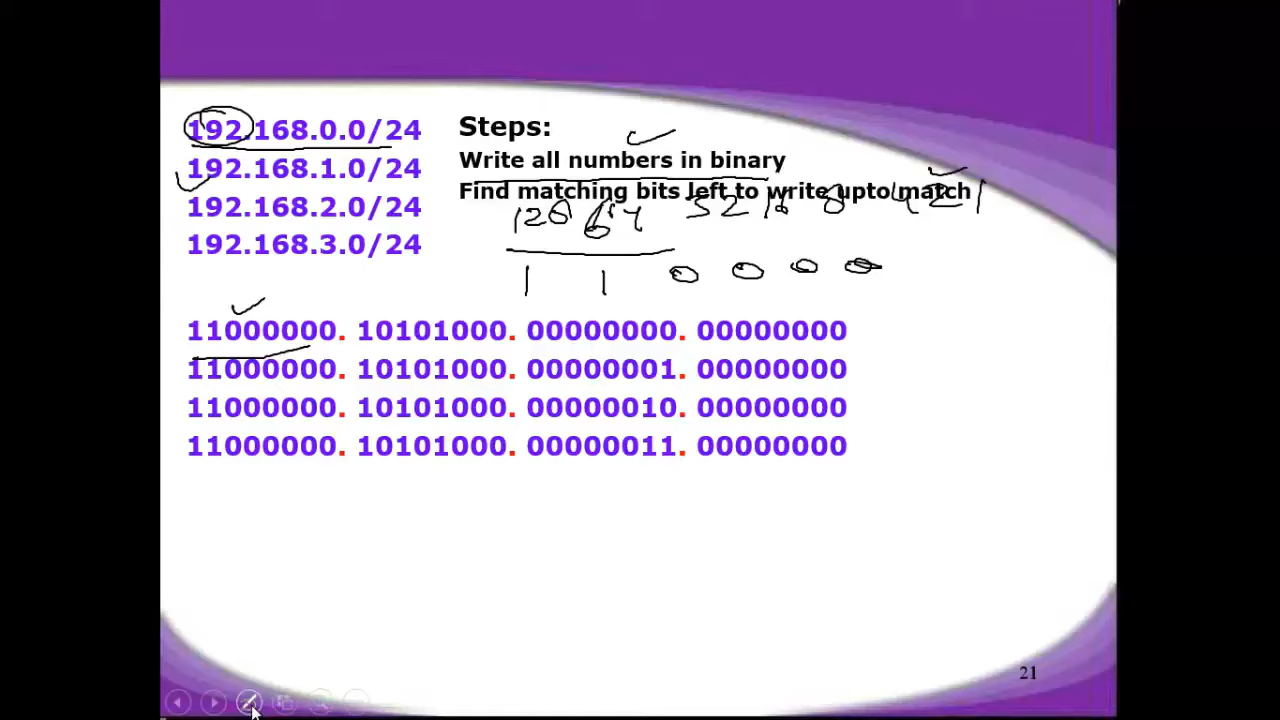 192.168.0.0/24
192.168.1.0/24
192.168.2.0/24
192.168.3.0/24
Steps:
Write all numbers in binary
Find matching bits left to write upto match
128 64 32 16 8 4 2 1
1 1 0 0 0 0
11000000. 10101000. 00000000. 00000000
11000000. 10101000. 00000001. 00000000
11000000. 10101000. 00000010. 00000000
11000000. 10101000. 00000011. 00000000
21